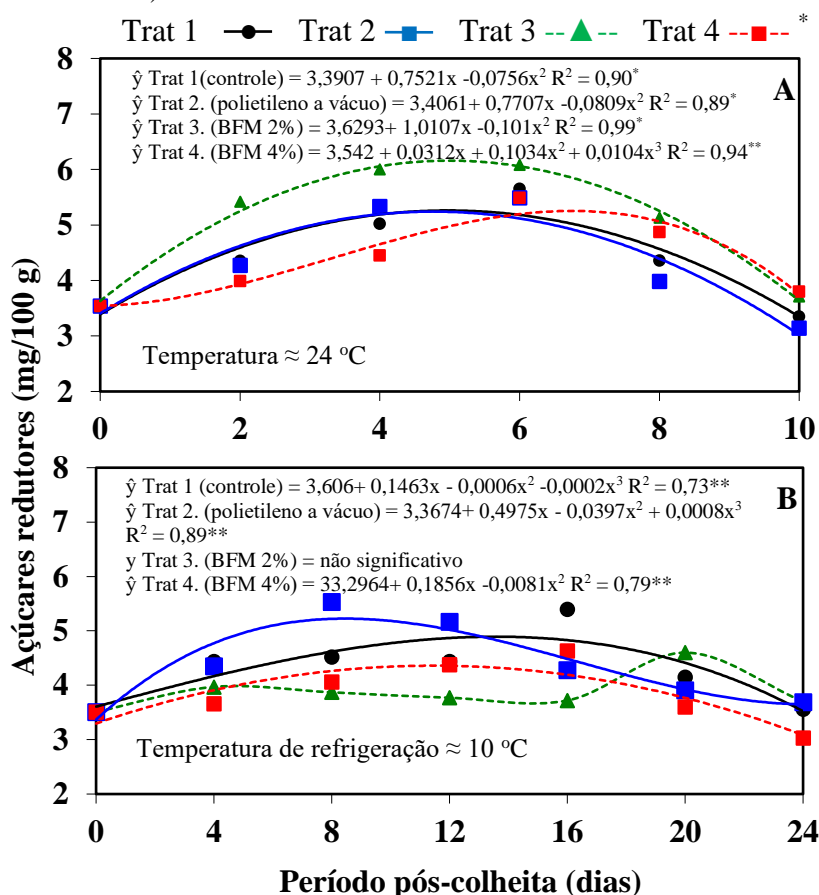 Trat 1 Trat 2 Trat 3 Trat 4 *
8
7
6
5
4
3
2
ŷ Trat 1(controle) = 3,3907 + 0,7521x -0,0756x² R² = 0,90*
ŷ Trat 2. (polietileno a vácuo) = 3,4061+ 0,7707x -0,0809x² R² = 0,89*
ŷ Trat 3. (BFM 2%) = 3,6293+ 1,0107x -0,101x² R² = 0,99*
ŷ Trat 4. (BFM 4%) = 3,542 + 0,0312x + 0,1034x² + 0,0104x³ R² = 0,94**
A
Temperatura ≈ 24 ºC
0 2 4 6 8 10
Açúcares redutores (mg/100 g)
8
7
6
5
4
3
2
ŷ Trat 1 (controle) = 3,606+ 0,1463x - 0,0006x² -0,0002x³ R² = 0,73**
ŷ Trat 2. (polietileno a vácuo) = 3,3674+ 0,4975x - 0,0397x² + 0,0008x³
R² = 0,89**
y Trat 3. (BFM 2%) = não significativo
ŷ Trat 4. (BFM 4%) = 33,2964+ 0,1856x -0,0081x² R² = 0,79**
B
Temperatura de refrigeração ≈ 10 ºC
0 4 8 12 16 20 24
Período pós-colheita (dias)